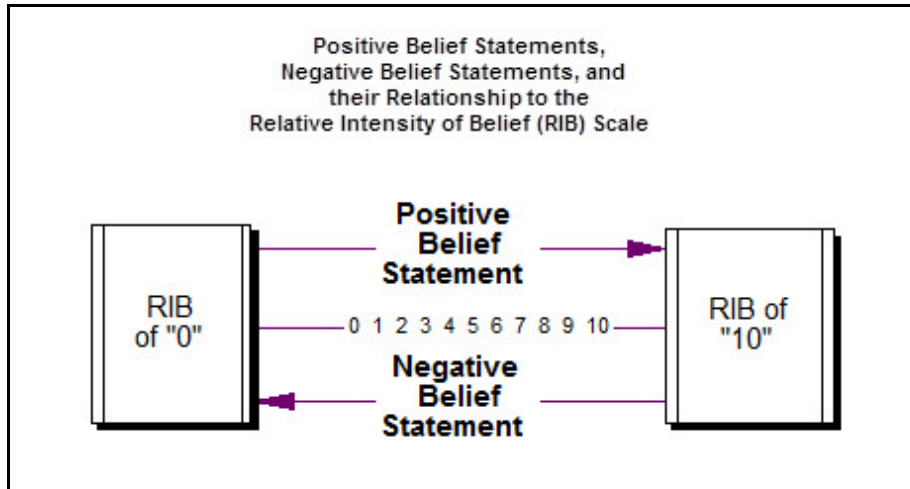 Positive Belief Statements,
Negative Belief Statements, and
their Relationship to the
Relative Intensity of Belief (RIB) Scale
Positive
Belief
Statement
RIB
of "0"
0 1 2 3 4 5 6 7 8 9 10
RIB of
"10"
Negative
Belief
Statement